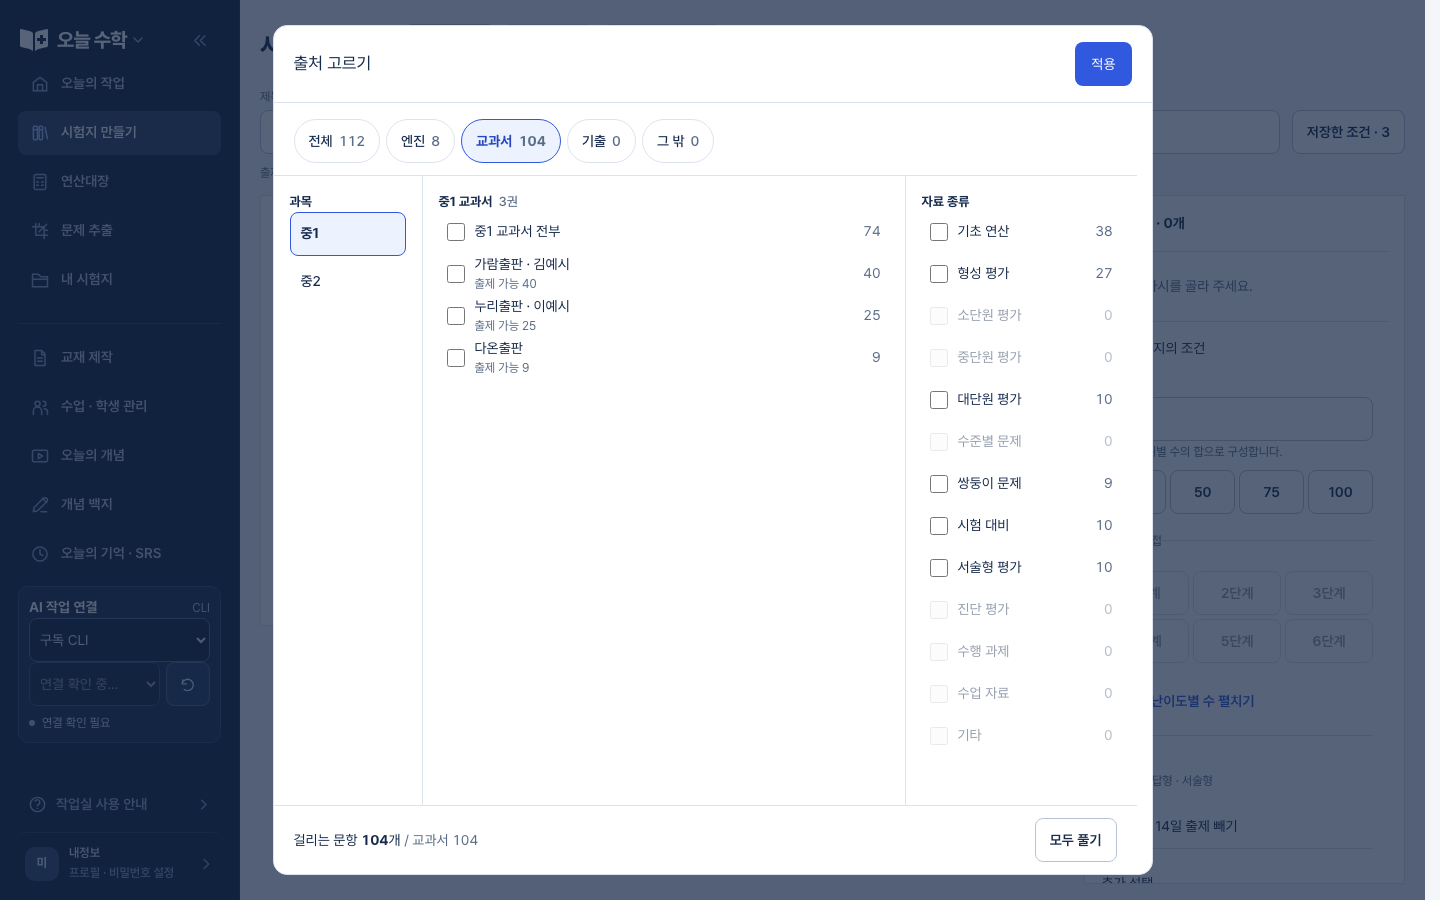 오늘 수학
오늘의 작업
시험지 만들기
연산대장
문제 추출
내 시험지
교재 제작
수업 · 학생 관리
오늘의 개념
개념 백지
오늘의 기억 · SRS
AI 작업 연결 CLI
구독 CLI
연결 확인 중...
연결 확인 필요
작업실 사용 안내
미
내정보
프로필 · 비밀번호 설정
출처 고르기
적용
전체 112
엔진 8
교과서 104
기출 0
그 밖 0
과목
중1
중2
중1 교과서 3권
중1 교과서 전부 74
가람출판 · 김예시 40
출제 가능 40
누리출판 · 이예시 25
출제 가능 25
다온출판 9
출제 가능 9
자료 종류
기초 연산 38
형성 평가 27
소단원 평가 0
중단원 평가 0
대단원 평가 10
수준별 문제 0
쌍둥이 문제 9
시험 대비 10
서술형 평가 10
진단 평가 0
수행 과제 0
수업 자료 0
기타 0
걸리는 문항 104개 / 교과서 104
모두 풀기
저장한 조건 · 3
· 0개
골라 주세요.
지의 조건
별 수의 합으로 구성합니다.
50 75 100
접
2단계 3단계
5단계 6단계
난이도별 수 펼치기
답형 · 서술형
14일 출제 빼기